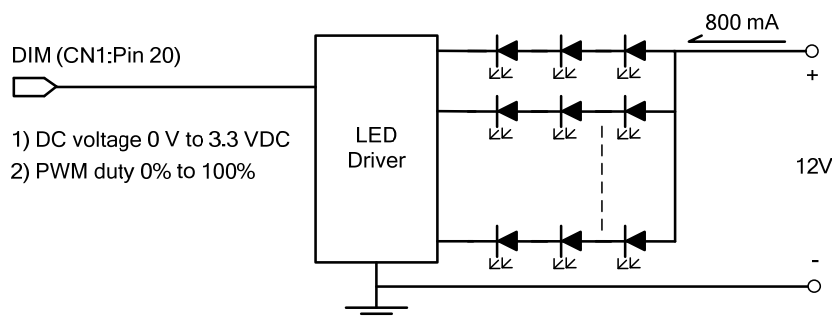 800 mA
DIM (CN1:Pin 20)
+
1) DC voltage 0 V to 3.3 VDC
2) PWM duty 0% to 100%
LED
Driver
12V
-